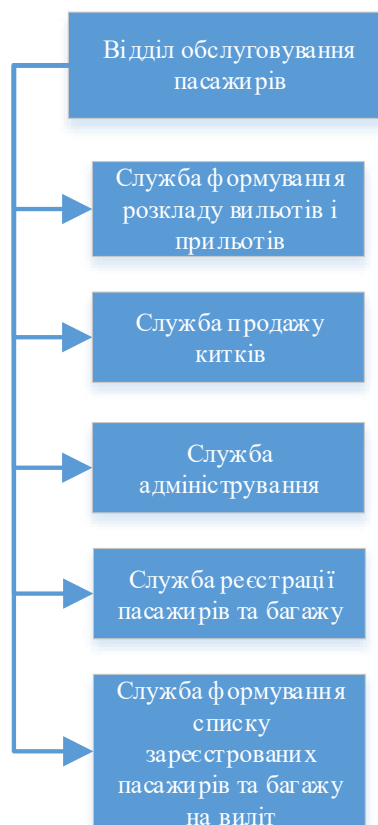 Відділ обслуговування
пасажирів
Служба формування
розкладу вильотів і
прильотів
Служба продажу
китків
Служба
адміністрування
Служба реєстрації
пасажирів та багажу
Служба формування
списку
зареєстрованих
пасажирів та багажу
на виліт